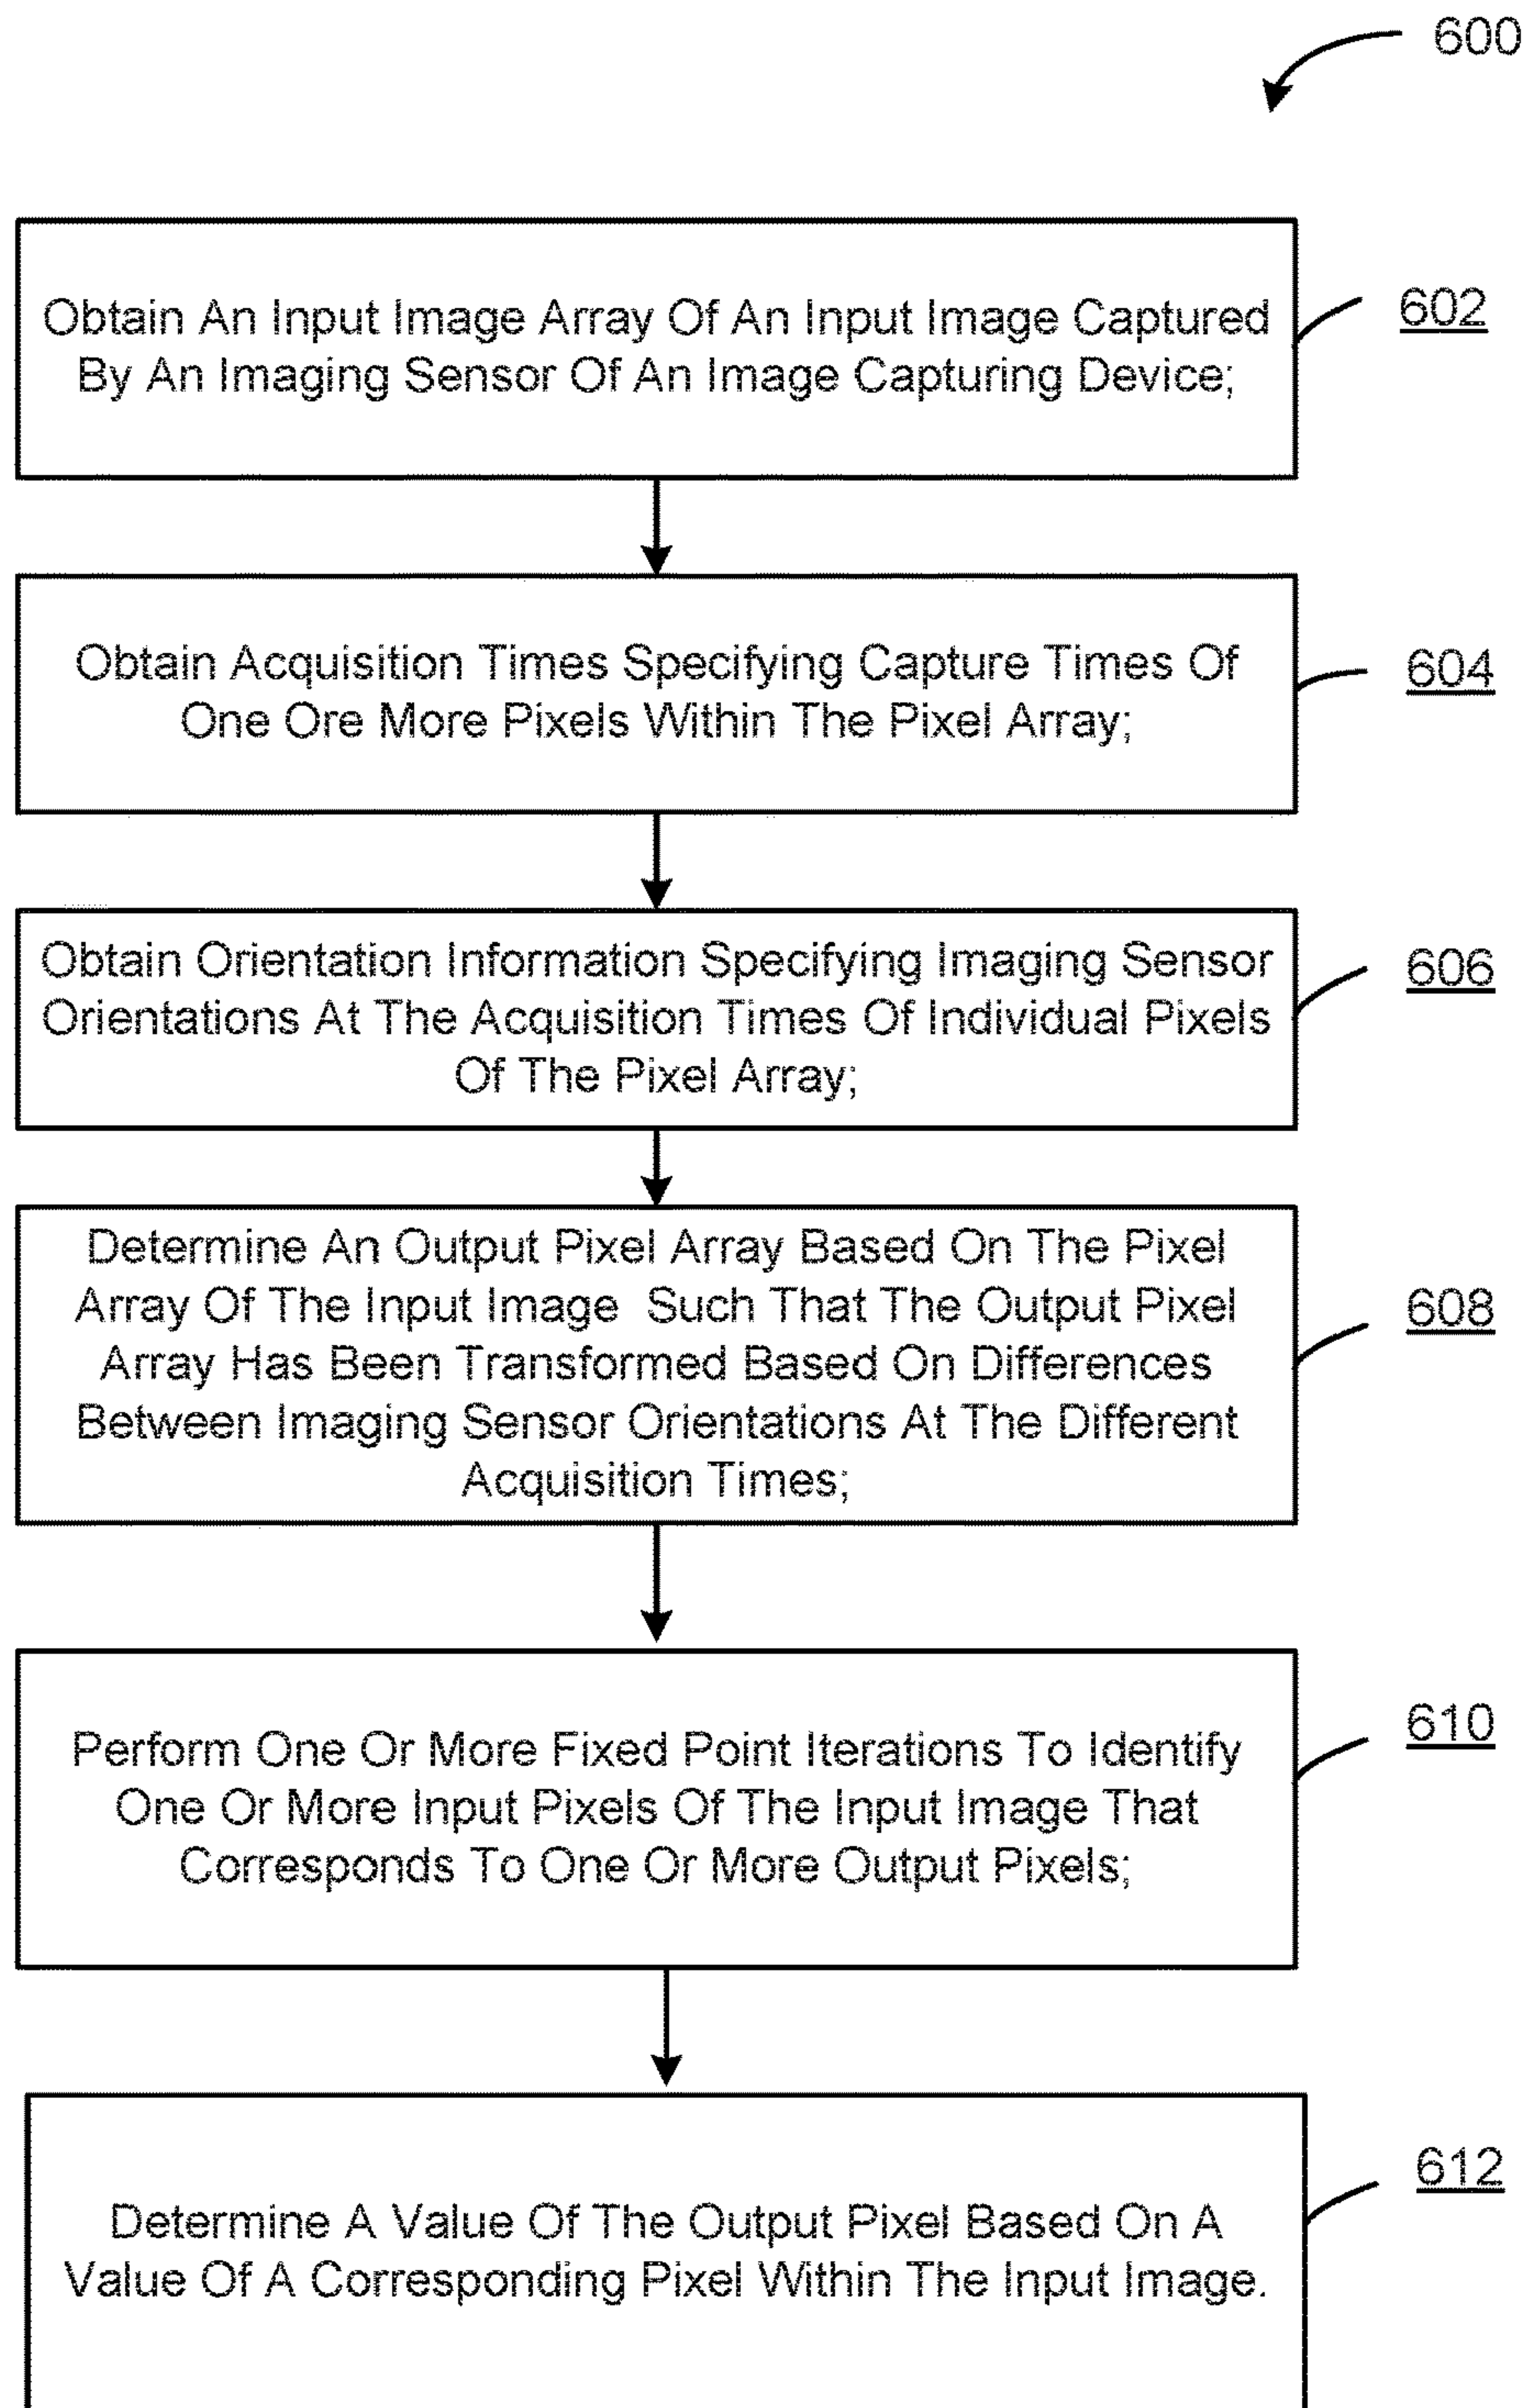 600
Obtain An Input Image Array Of An Input Image Captured
By An Imaging Sensor Of An Image Capturing Device;
602
Obtain Acquisition Times Specifying Capture Times Of
One Ore More Pixels Within The Pixel Array;
604
Obtain Orientation Information Specifying Imaging Sensor
Orientations At The Acquisition Times Of Individual Pixels
Of The Pixel Array;
606
Determine An Output Pixel Array Based On The Pixel
Array Of The Input Image Such That The Output Pixel
Array Has Been Transformed Based On Differences
Between Imaging Sensor Orientations At The Different
Acquisition Times;
608
Perform One Or More Fixed Point Iterations To Identify
One Or More Input Pixels Of The Input Image That
Corresponds To One Or More Output Pixels;
610
Determine A Value Of The Output Pixel Based On A
Value Of A Corresponding Pixel Within The Input Image.
612